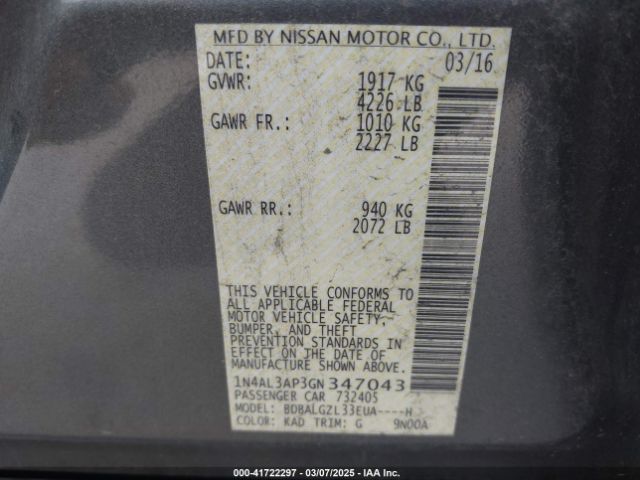 MFD BY NISSAN MOTOR CO., LTD.
DATE: 03/16
GVWR: 1917 KG
4226 LB
GAWR FR.: 1010 KG
2227 LB
GAWR RR.: 940 KG
2072 LB
THIS VEHICLE CONFORMS TO
ALL APPLICABLE FEDERAL
MOTOR VEHICLE SAFETY,
BUMPER, AND THEFT
PREVENTION STANDARDS IN
EFFECT ON THE DATE OF
MANUFACTURE SHOWN ABOVE.
1N4AL3AP3GN347043
PASSENGER CAR 732405
MODEL: BDBALGZL33EUA----H
COLOR: KAD TRIM: G 9N00A
Stock #: 41722297 | 03/07/2025 | IAA, Inc.